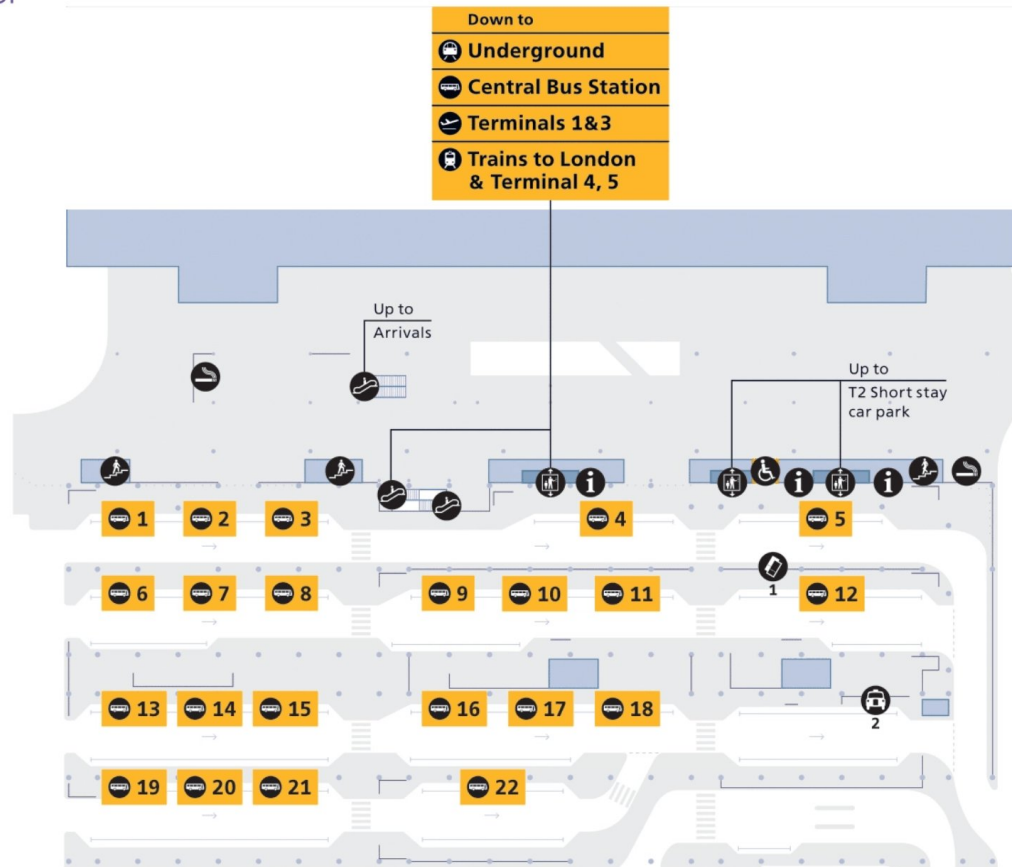 Down to
Underground
Central Bus Station
Terminals 1&3
Trains to London
& Terminal 4, 5
Up to
Arrivals
Up to
T2 Short stay
car park
1
2
3
4
5
6
7
8
9
10
11
1
12
13
14
15
16
17
18
2
19
20
21
22